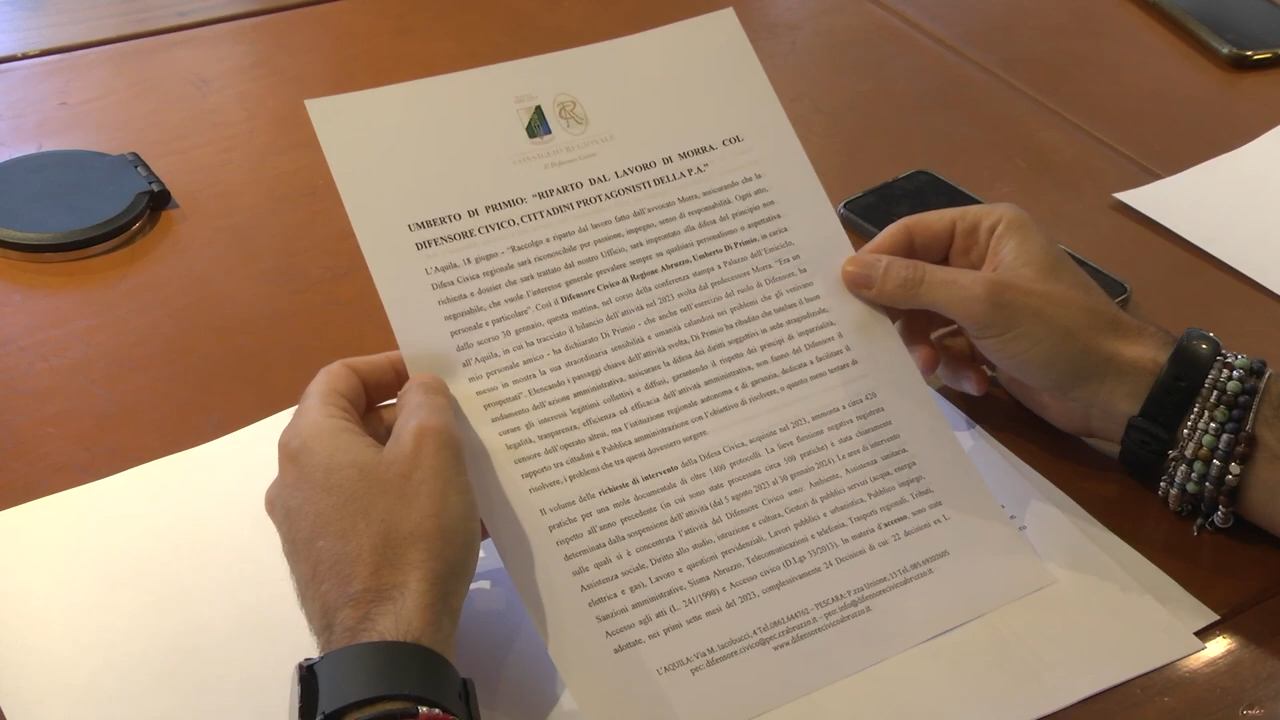 CONSIGLIO REGIONALE
Il Difensore Civico
UMBERTO DI PRIMIO: “RIPARTO DAL LAVORO DI MORRA. COL
DIFENSORE CIVICO, CITTADINI PROTAGONISTI DELLA P.A.”
L'Aquila, 18 giugno - “Raccolgo e riparto dal lavoro fatto dall'avvocato Morra, assicurando che la
Difesa Civica regionale sarà riconoscibile per passione, impegno, senso di responsabilità. Ogni atto,
richiesta e dossier che sarà trattato dal nostro Ufficio, sarà improntato alla difesa del principio non
negoziabile, che vuole l'interesse generale prevalere sempre su qualsiasi personalismo o aspettativa
personale e particolare”. Così il Difensore Civico di Regione Abruzzo, Umberto Di Primio, in carica
dallo scorso 30 gennaio, questa mattina, nel corso della conferenza stampa a Palazzo dell'Emiciclo,
all'Aquila, in cui ha tracciato il bilancio dell'attività nel 2023 svolta dal predecessore Morra. “Era un
mio personale amico - ha dichiarato Di Primio - che anche nell'esercizio del ruolo di Difensore, ha
messo in mostra la sua straordinaria sensibilità e umanità calandosi nei problemi che gli venivano
prospettati”. Elencando i passaggi chiave dell'attività svolta, Di Primio ha ribadito che tutelare il buon
andamento dell'azione amministrativa, assicurare la difesa dei diritti soggettivi in sede stragiudiziale,
curare gli interessi legittimi collettivi e diffusi, garantendo il rispetto dei principi di imparzialità,
legalità, trasparenza, efficienza ed efficacia dell'attività amministrativa, non fanno del Difensore il
censore dell'operato altrui, ma l'istituzione regionale autonoma e di garanzia, dedicata a facilitare il
rapporto tra cittadini e Pubblica amministrazione con l'obiettivo di risolvere, o quanto meno tentare di
risolvere, i problemi che tra questi dovessero sorgere.
Il volume delle richieste di intervento della Difesa Civica, acquisite nel 2023, ammonta a circa 420
pratiche per una mole documentale di oltre 1400 protocolli. La lieve flessione negativa registrata
rispetto all'anno precedente (in cui sono state processate circa 500 pratiche) è stata chiaramente
determinata dalla sospensione dell'attività (dal 5 agosto 2023 al 30 gennaio 2024). Le aree di intervento
sulle quali si è concentrata l'attività del Difensore Civico sono: Ambiente, Assistenza sanitaria,
Assistenza sociale, Diritto allo studio, istruzione e cultura, Gestori di pubblici servizi (acqua, energia
elettrica e gas), Lavoro e questioni previdenziali, Lavori pubblici e urbanistica, Pubblico impiego,
Sanzioni amministrative, Sisma Abruzzo, Telecomunicazioni e telefonia, Trasporti regionali, Tributi,
Accesso agli atti (L. 241/1990) e Accesso civico (D.Lgs 33/2013). In materia d'accesso, sono state
adottate, nei primi sette mesi del 2023, complessivamente 24 Decisioni di cui: 22 decisioni ex L.
L'AQUILA: Via M. Iacobucci, 4 Tel.0862.644762 – PESCARA: P.zza Unione, 13 Tel.:085.69202605
pec: difensore.civico@pec.crabruzzo.it - peo: info@difensorecivicoabruzzo.it
www.difensorecivicoabruzzo.it